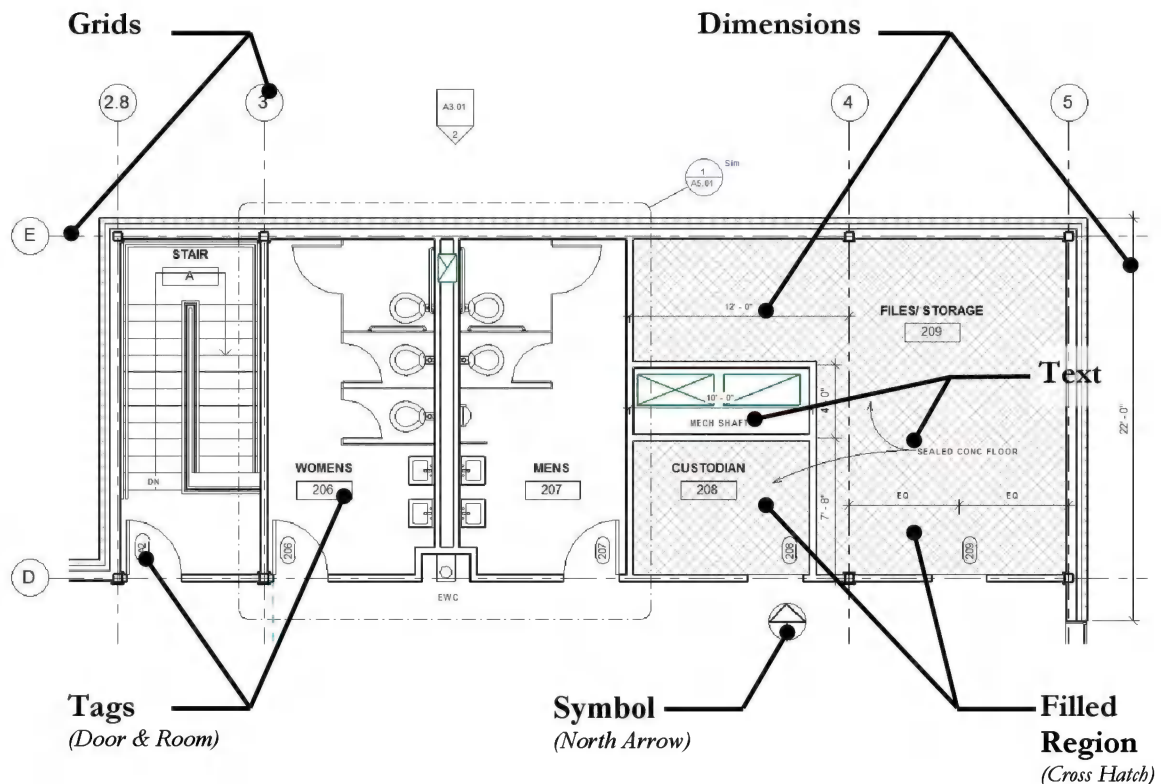 Grids
Dimensions
2.8
3
4
5
A3.01
2
1
A5.01
Sim
E
STAIR
A
12' - 0"
FILES/ STORAGE
209
Text
10' - 0"
4' - 0"
MECH SHAFT
22' - 0"
SEALED CONC FLOOR
WOMENS
206
MENS
207
CUSTODIAN
208
DN
EQ
EQ
7' - 8"
206
207
208
209
D
EWC
Tags
(Door & Room)
Symbol
(North Arrow)
Filled
Region
(Cross Hatch)